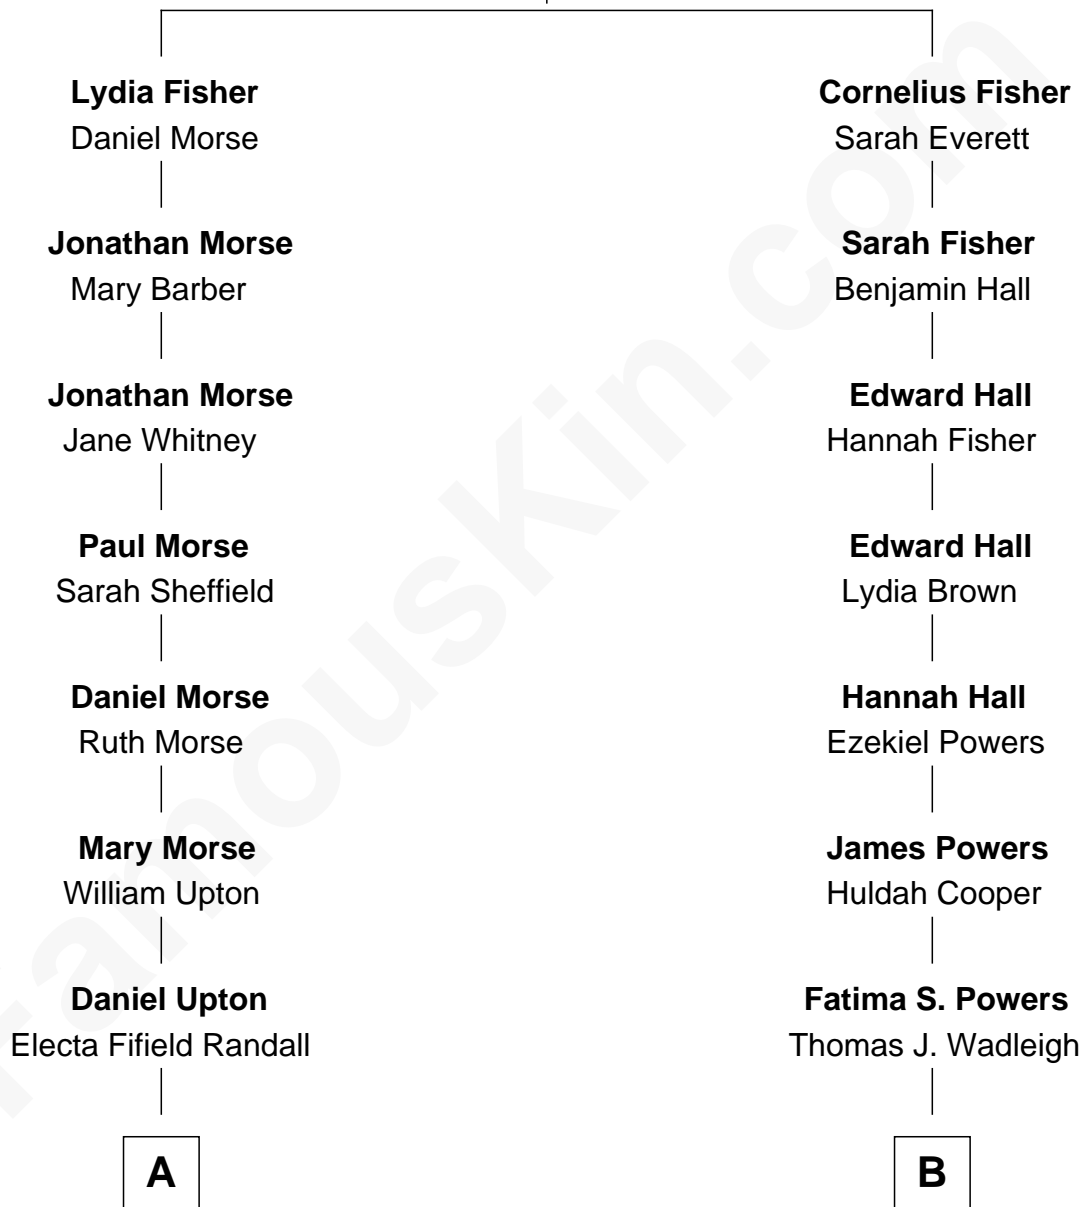 Lydia Fisher
Daniel Morse
Jonathan Morse
Mary Barber
Jonathan Morse
Jane Whitney
Paul Morse
Sarah Sheffield
Daniel Morse
Ruth Morse
Mary Morse
William Upton
Daniel Upton
Electa Fifield Randall
A
Cornelius Fisher
Sarah Everett
Sarah Fisher
Benjamin Hall
Edward Hall
Hannah Fisher
Edward Hall
Lydia Brown
Hannah Hall
Ezekiel Powers
James Powers
Huldah Cooper
Fatima S. Powers
Thomas J. Wadleigh
B
FamousKin.com